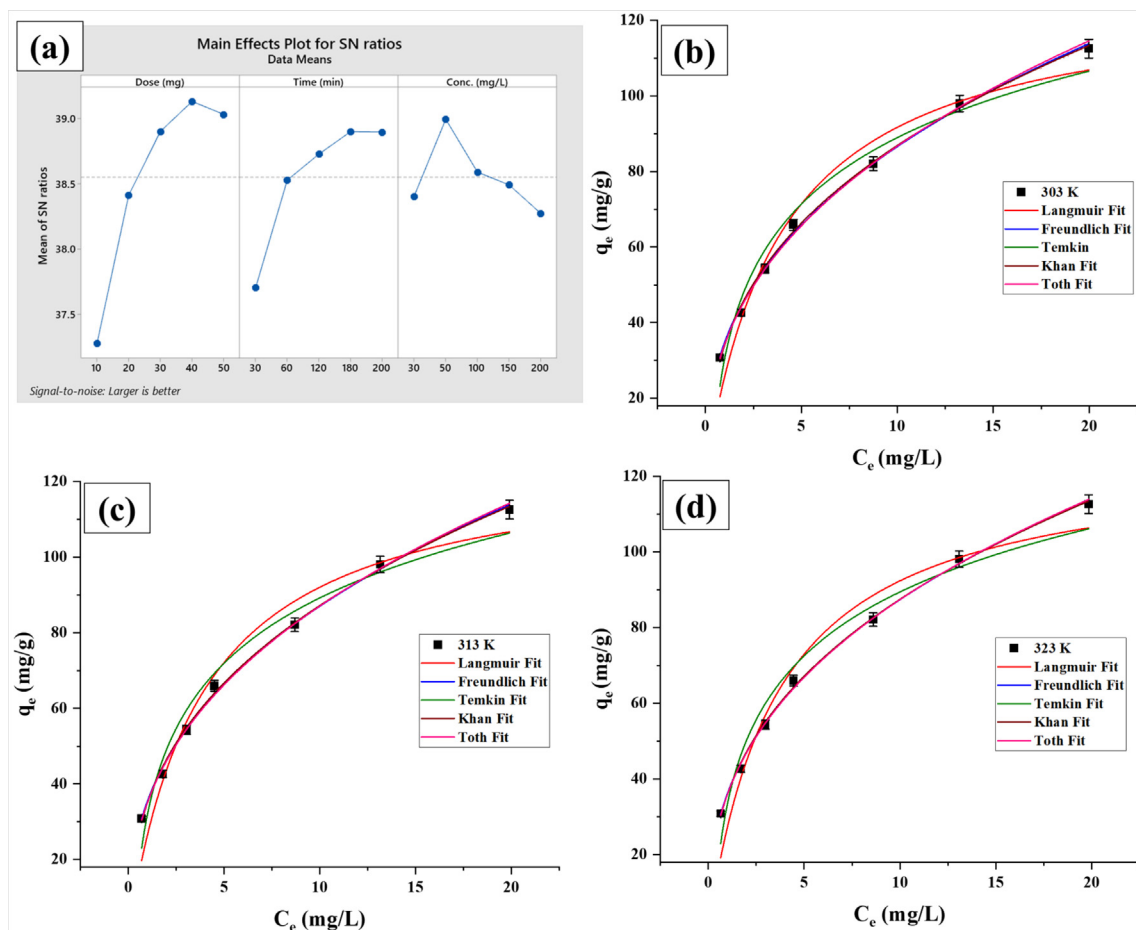 (a)
Main Effects Plot for SN ratios
Data Means
Dose (mg) Time (min) Conc. (mg/L)
Mean of SN ratios
39.0
38.5
38.0
37.5
10 20 30 40 50 30 60 120 180 200 30 50 100 150 200
Signal-to-noise: Larger is better
(b)
qe (mg/g)
120
100
80
60
40
20
303 K
Langmuir Fit
Freundlich Fit
Temkin
Khan Fit
Toth Fit
0 5 10 15 20
Ce (mg/L)
(c)
qe (mg/g)
120
100
80
60
40
20
313 K
Langmuir Fit
Freundlich Fit
Temkin Fit
Khan Fit
Toth Fit
0 5 10 15 20
Ce (mg/L)
(d)
qe (mg/g)
120
100
80
60
40
20
323 K
Langmuir Fit
Freundlich Fit
Temkin Fit
Khan Fit
Toth Fit
0 5 10 15 20
Ce (mg/L)